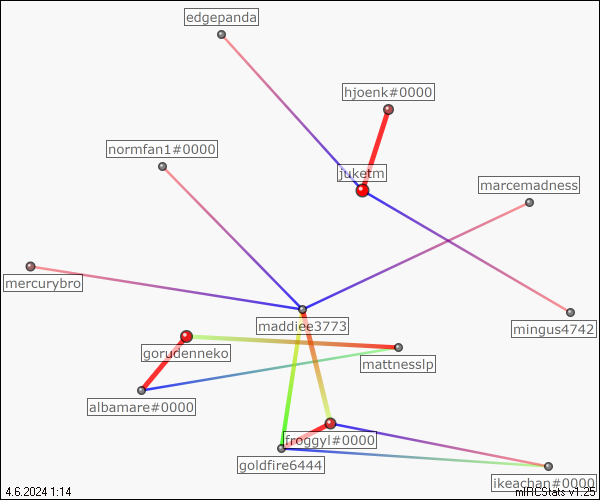 edgepanda
hjoenk#0000
normfan1#0000
juketm
marcemadness
mercurybro
maddiee3773
mingus4742
gorudenneko
mattnesslp
albamare#0000
froggyl#0000
goldfire6444
ikeachan#0000
4.6.2024 1:14
mIRCStats v1.25